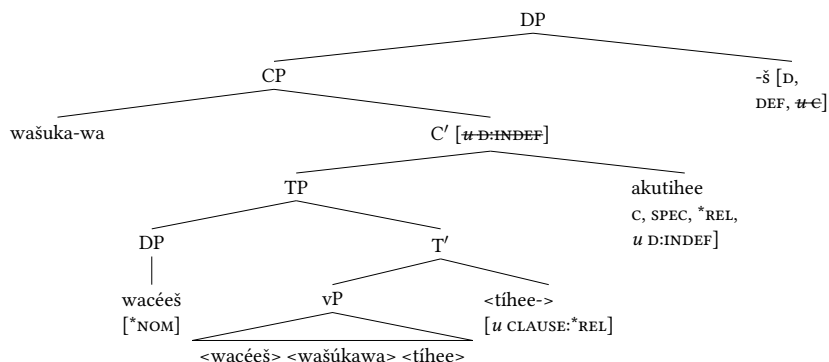 DP
CP
-š [D,
DEF, u C]
wašuka-wa
C′ [u D:INDEF]
TP
akutihee
C, SPEC, *REL,
u D:INDEF]
DP
T′
wacéeš
[*NOM]
vP
<tíhee->
[u CLAUSE:*REL]
<wacéeš> <wašúkawa> <tíhee>